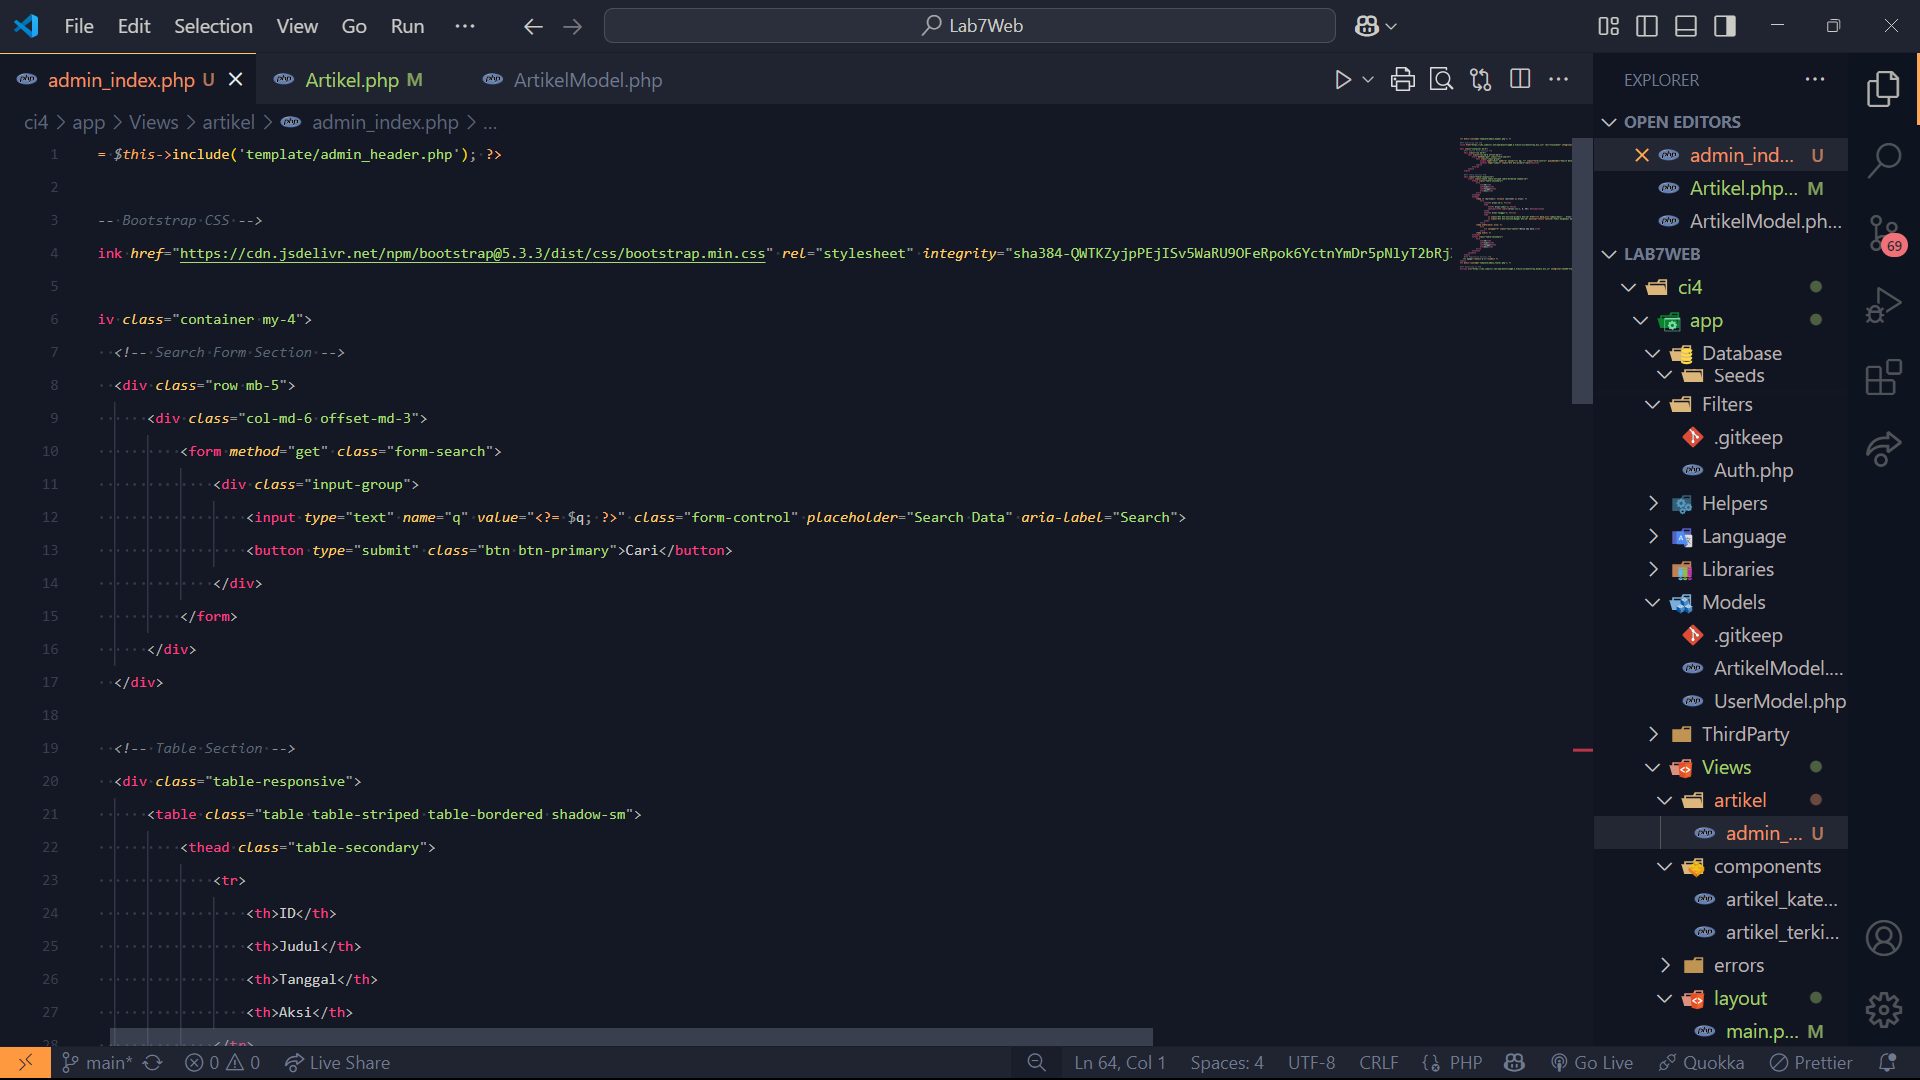 File Edit Selection View Go Run ··· Lab7Web
admin_index.php U Artikel.php M ArtikelModel.php
ci4 > app > Views > artikel > admin_index.php > ...
1 = $this->include('template/admin_header.php'); ?>
2
3 -- Bootstrap CSS -->
4 ink href="https://cdn.jsdelivr.net/npm/bootstrap@5.3.3/dist/css/bootstrap.min.css" rel="stylesheet" integrity="sha384-QWTKZyjpPEjISv5WaRU9OFeRpok6YctnYmDr5pNlyT2bRj
5
6 iv class="container my-4">
7 <!-- Search Form Section -->
8 <div class="row mb-5">
9 <div class="col-md-6 offset-md-3">
10 <form method="get" class="form-search">
11 <div class="input-group">
12 <input type="text" name="q" value="<?= $q; ?>" class="form-control" placeholder="Search Data" aria-label="Search">
13 <button type="submit" class="btn btn-primary">Cari</button>
14 </div>
15 </form>
16 </div>
17 </div>
18
19 <!-- Table Section -->
20 <div class="table-responsive">
21 <table class="table table-striped table-bordered shadow-sm">
22 <thead class="table-secondary">
23 <tr>
24 <th>ID</th>
25 <th>Judul</th>
26 <th>Tanggal</th>
27 <th>Aksi</th>
28 </tr>
EXPLORER
OPEN EDITORS
admin_ind... U
Artikel.php... M
ArtikelModel.ph...
LAB7WEB
ci4
app
Database
Seeds
Filters
.gitkeep
Auth.php
Helpers
Language
Libraries
Models
.gitkeep
ArtikelModel....
UserModel.php
ThirdParty
Views
artikel
admin_... U
components
artikel_kate...
artikel_terki...
errors
layout
main.p... M
69
main* 0 0 Live Share Ln 64, Col 1 Spaces: 4 UTF-8 CRLF {} PHP Go Live Quokka Prettier